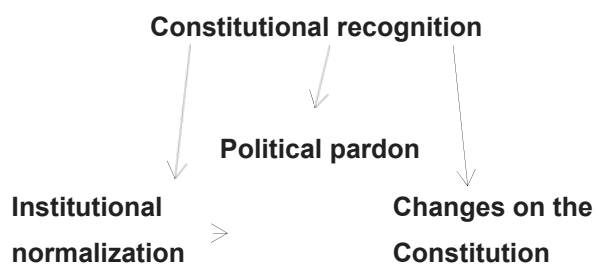 Constitutional recognition
Political pardon
Institutional
normalization
Changes on the
Constitution